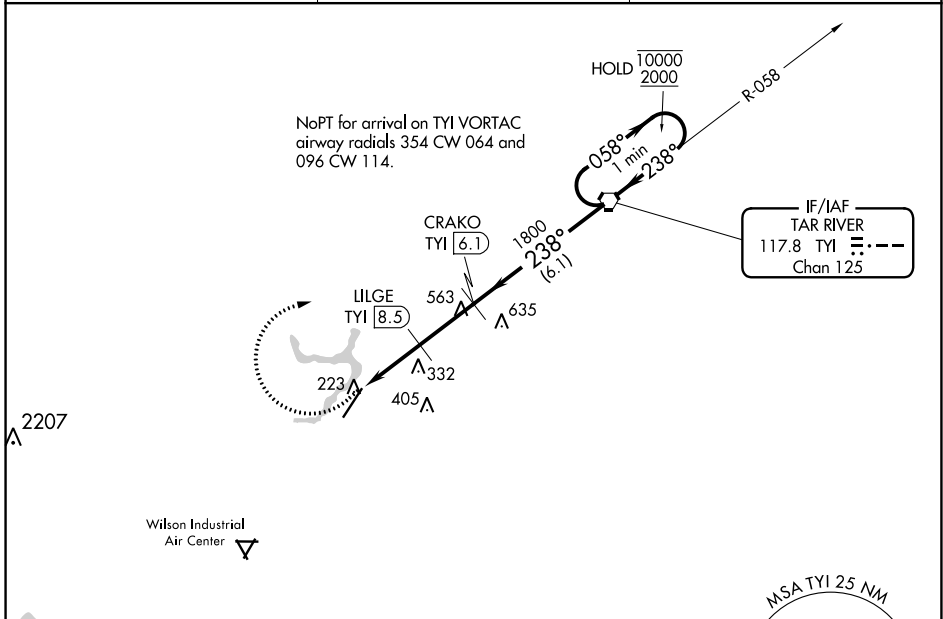 HOLD 10000
2000
R-058
NoPT for arrival on TYI VORTAC
airway radials 354 CW 064 and
096 CW 114.
058°
1 min
238°
IF/IAF
TAR RIVER
117.8 TYI
Chan 125
CRAKO
TYI 6.1
1800
238°
(6.1)
LILGE
TYI 8.5
563
635
332
223
405
2207
Wilson Industrial
Air Center
MSA TYI 25 NM